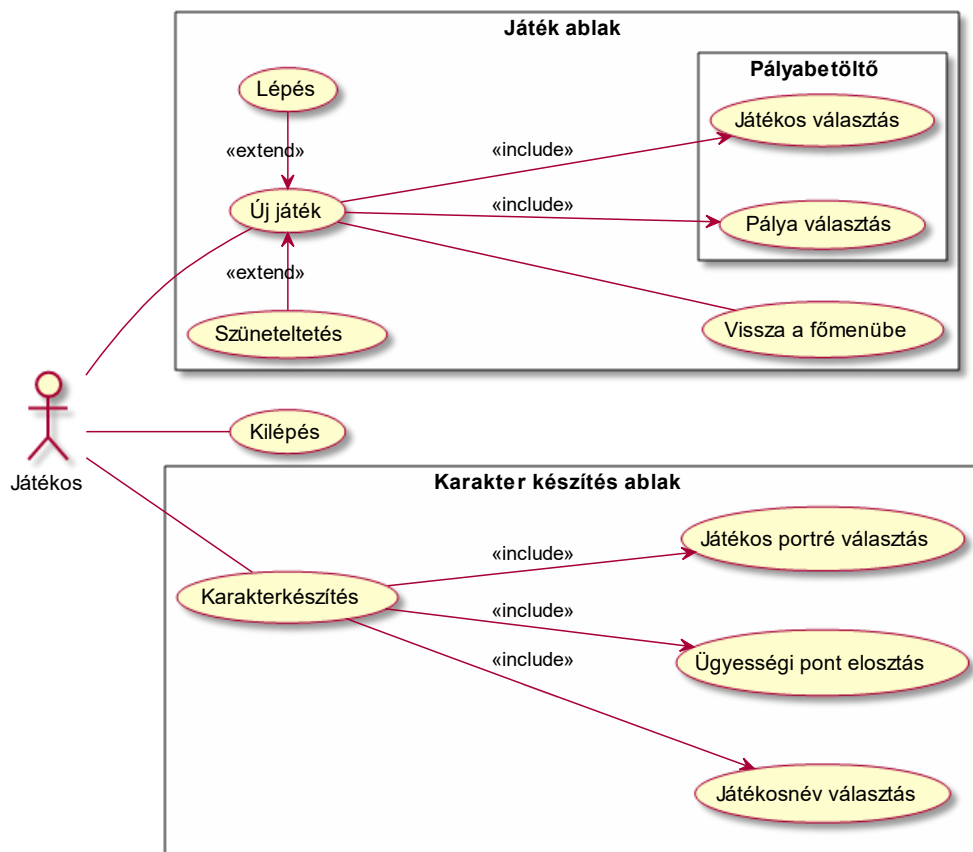 Játék ablak
Pályabetöltő
Lépés
Játékos választás
«extend»
«include»
Új játék
«include»
Pálya választás
«extend»
Szüneteltetés
Vissza a főmenübe
Kilépés
Játékos
Karakter készítés ablak
Játékos portré választás
«include»
Karakterkészítés
«include»
Ügyességi pont elosztás
«include»
Játékosnév választás